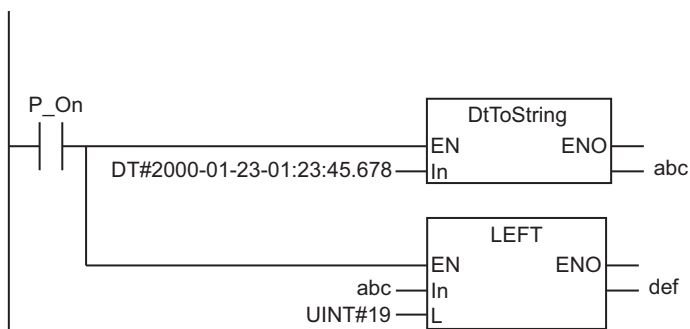 P_On
DtToString
EN ENO
DT#2000-01-23-01:23:45.678 In abc
LEFT
EN ENO
abc In def
UINT#19 L